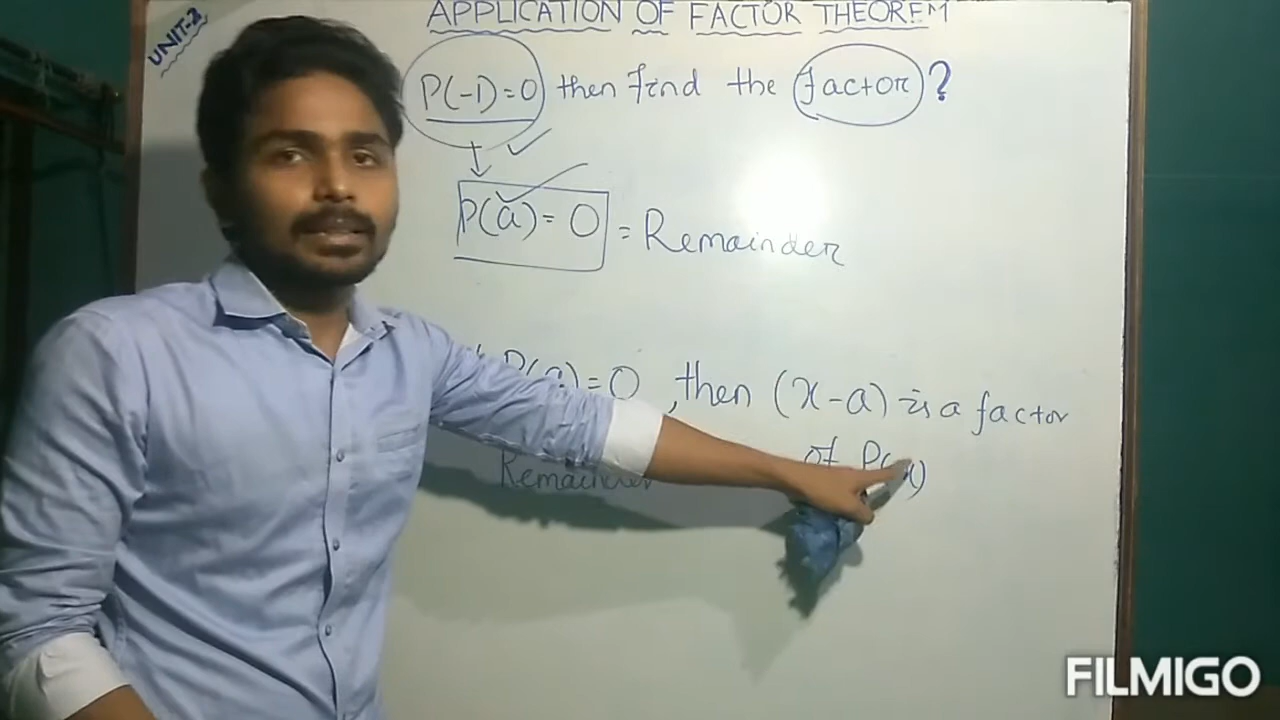 UNIT-2
APPLICATION OF FACTOR THEOREM
P(-1)=0 then find the factor ?
P(a)=0 = Remainder
P(a)=0, then (x-a) is a factor
of P(x)
FILMIGO